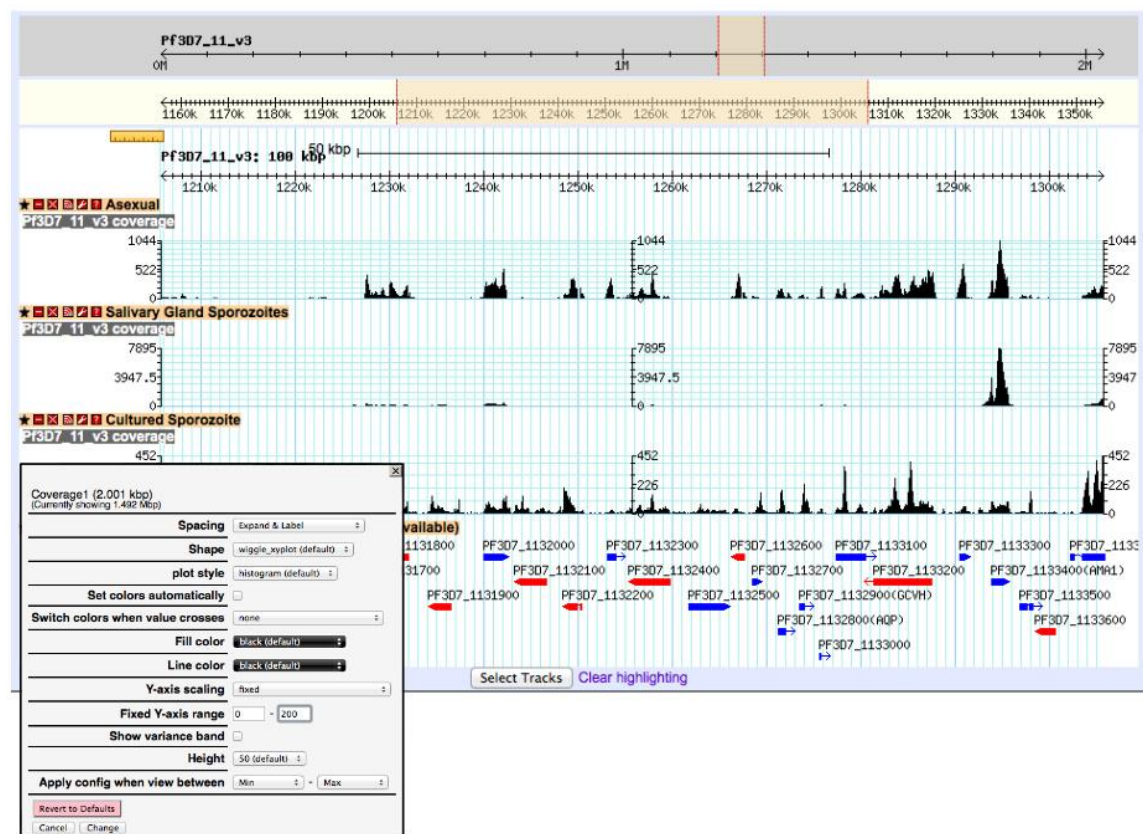 Pf3D7_11_v3
0M 1M 2M
1160k 1170k 1180k 1190k 1200k 1210k 1220k 1230k 1240k 1250k 1260k 1270k 1280k 1290k 1300k 1310k 1320k 1330k 1340k 1350k
50 kbp
Pf3D7_11_v3: 100 kbp
1210k 1220k 1230k 1240k 1250k 1260k 1270k 1280k 1290k 1300k
Asexual
Pf3D7_11_v3 coverage
1044 1044 1044
522 522 522
0 0 0
Salivary Gland Sporozoites
Pf3D7_11_v3 coverage
7895 7895 7895
3947.5 3947.5 3947.5
0 0 0
Cultured Sporozoite
Pf3D7_11_v3 coverage
452 452 452
226 226
0 0
vailable)
1131800 PF3D7_1132000 PF3D7_1132300 PF3D7_1132600 PF3D7_1133100 PF3D7_1133300 PF3D7_1133
31700 PF3D7_1132100 PF3D7_1132400 PF3D7_1132700 PF3D7_1133200 PF3D7_1133400(AMA1)
PF3D7_1131900 PF3D7_1132200 PF3D7_1132500 PF3D7_1132900(GCVH) PF3D7_1133500
PF3D7_1132800(AQP) PF3D7_1133600
PF3D7_1133000
Select Tracks Clear highlighting
Coverage1 (2.001 kbp)
(Currently showing 1.492 Mbp)
Spacing Expand & Label
Shape wiggle_xyplot (default)
plot style histogram (default)
Set colors automatically
Switch colors when value crosses none
Fill color black (default)
Line color black (default)
Y-axis scaling fixed
Fixed Y-axis range 0 - 200
Show variance band
Height 50 (default)
Apply config when view between Min - Max
Revert to Defaults
Cancel Change